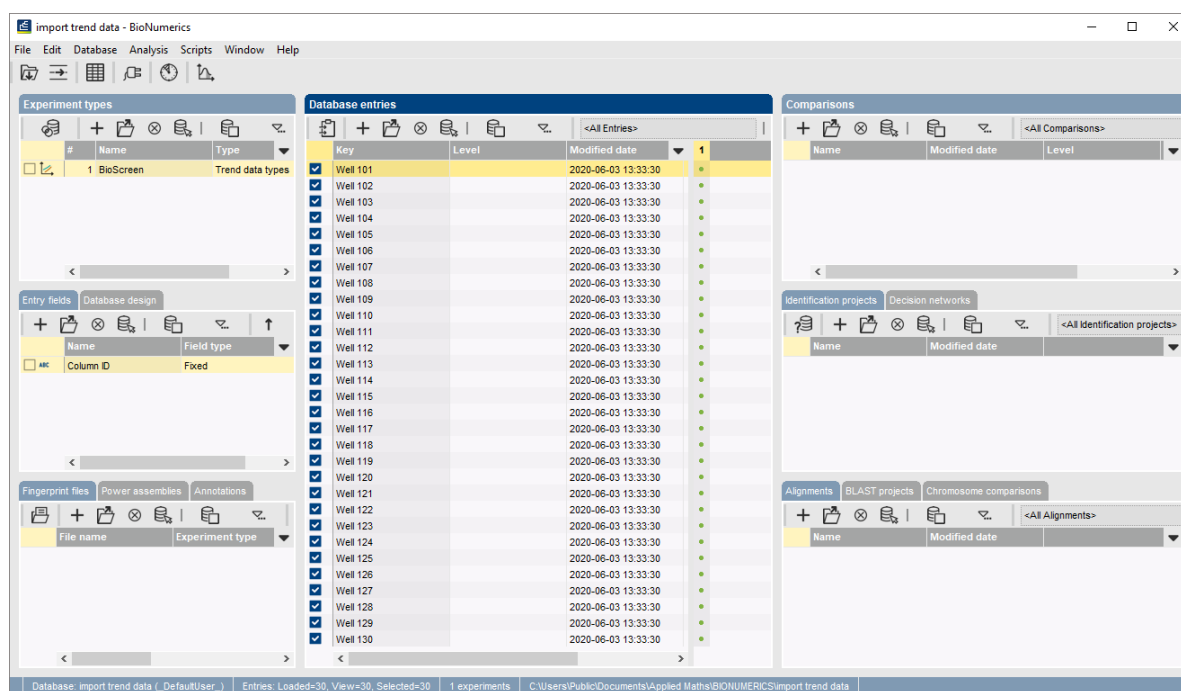 import trend data - BioNumerics
File Edit Database Analysis Scripts Window Help
Experiment types
# Name Type
1 BioScreen Trend data types
Entry fields Database design
Name Field type
ABC Column ID Fixed
Fingerprint files Power assemblies Annotations
File name Experiment type
Database entries
<All Entries>
Key Level Modified date 1
Well 101 2020-06-03 13:33:30
Well 102 2020-06-03 13:33:30
Well 103 2020-06-03 13:33:30
Well 104 2020-06-03 13:33:30
Well 105 2020-06-03 13:33:30
Well 106 2020-06-03 13:33:30
Well 107 2020-06-03 13:33:30
Well 108 2020-06-03 13:33:30
Well 109 2020-06-03 13:33:30
Well 110 2020-06-03 13:33:30
Well 111 2020-06-03 13:33:30
Well 112 2020-06-03 13:33:30
Well 113 2020-06-03 13:33:30
Well 114 2020-06-03 13:33:30
Well 115 2020-06-03 13:33:30
Well 116 2020-06-03 13:33:30
Well 117 2020-06-03 13:33:30
Well 118 2020-06-03 13:33:30
Well 119 2020-06-03 13:33:30
Well 120 2020-06-03 13:33:30
Well 121 2020-06-03 13:33:30
Well 122 2020-06-03 13:33:30
Well 123 2020-06-03 13:33:30
Well 124 2020-06-03 13:33:30
Well 125 2020-06-03 13:33:30
Well 126 2020-06-03 13:33:30
Well 127 2020-06-03 13:33:30
Well 128 2020-06-03 13:33:30
Well 129 2020-06-03 13:33:30
Well 130 2020-06-03 13:33:30
Comparisons
<All Comparisons>
Name Modified date Level
Identification projects Decision networks
<All Identification projects>
Name Modified date
Alignments BLAST projects Chromosome comparisons
<All Alignments>
Name Modified date
Database: import trend data (_DefaultUser_) Entries: Loaded=30, View=30, Selected=30 1 experiments C:\Users\Public\Documents\Applied Maths\BIONUMERICS\import trend data